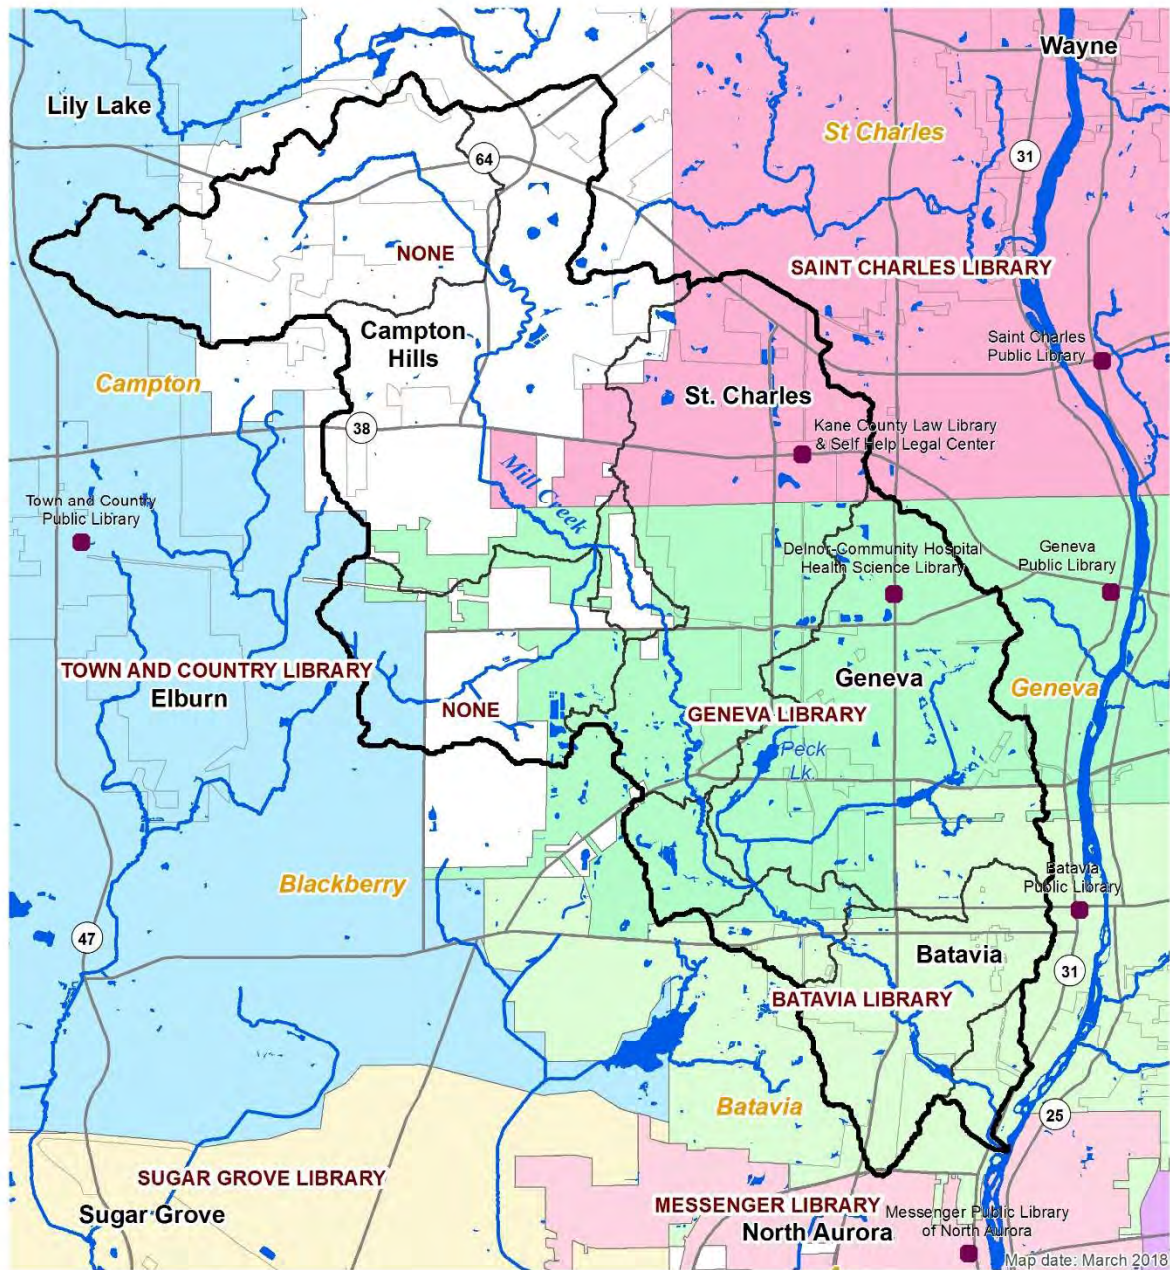 Wayne
Lily Lake
St Charles
31
64
NONE
SAINT CHARLES LIBRARY
Campton
Hills
Saint Charles
Public Library
Campton
St. Charles
38
Kane County Law Library
& Self Help Legal Center
Mill Creek
Town and Country
Public Library
Delnor-Community Hospital
Health Science Library
Geneva
Public Library
TOWN AND COUNTRY LIBRARY
Elburn
Geneva
Geneva
NONE
GENEVA LIBRARY
Peck
Lk.
Blackberry
Batavia
Public Library
47
Batavia
31
BATAVIA LIBRARY
Batavia
25
SUGAR GROVE LIBRARY
Sugar Grove
MESSENGER LIBRARY
North Aurora
Messenger Public Library
of North Aurora
Map date: March 2018